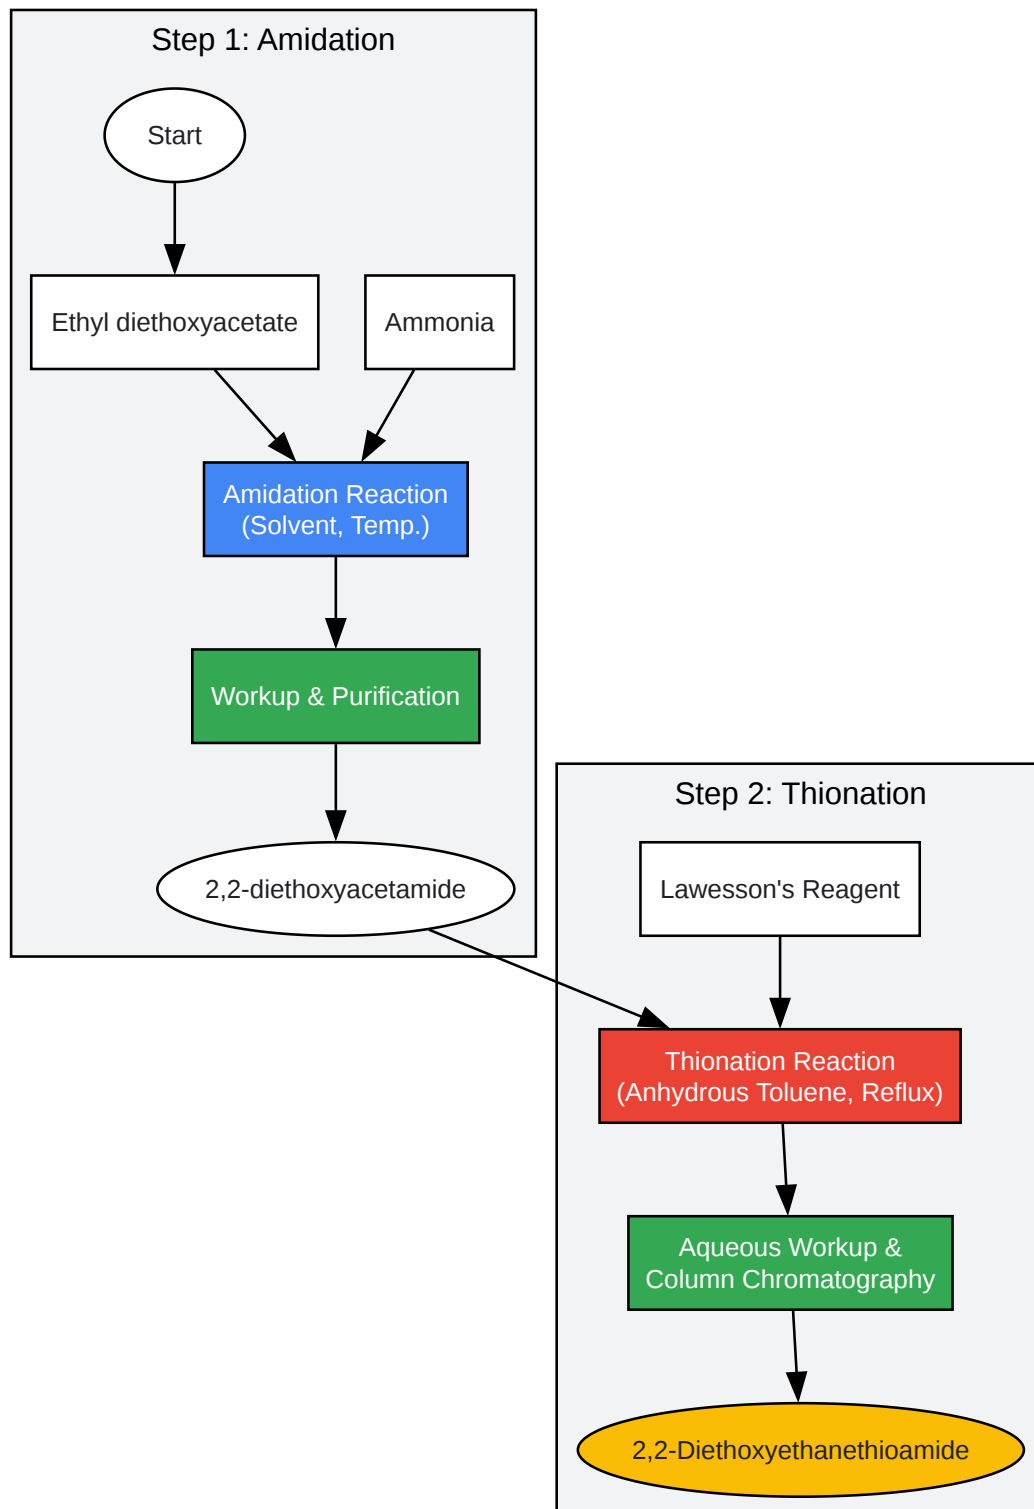 Step 1: Amidation
Start
Ethyl diethoxyacetate
Ammonia
Amidation Reaction
(Solvent, Temp.)
Workup & Purification
2,2-diethoxyacetamide
Step 2: Thionation
Lawesson's Reagent
Thionation Reaction
(Anhydrous Toluene, Reflux)
Aqueous Workup &
Column Chromatography
2,2-Diethoxyethanethioamide